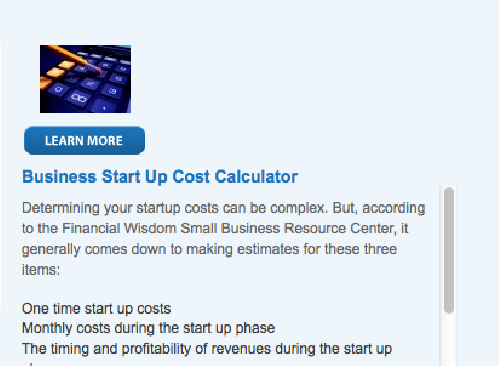 LEARN MORE
Business Start Up Cost Calculator
Determining your startup costs can be complex. But, according
to the Financial Wisdom Small Business Resource Center, it
generally comes down to making estimates for these three
items:
One time start up costs
Monthly costs during the start up phase
The timing and profitability of revenues during the start up